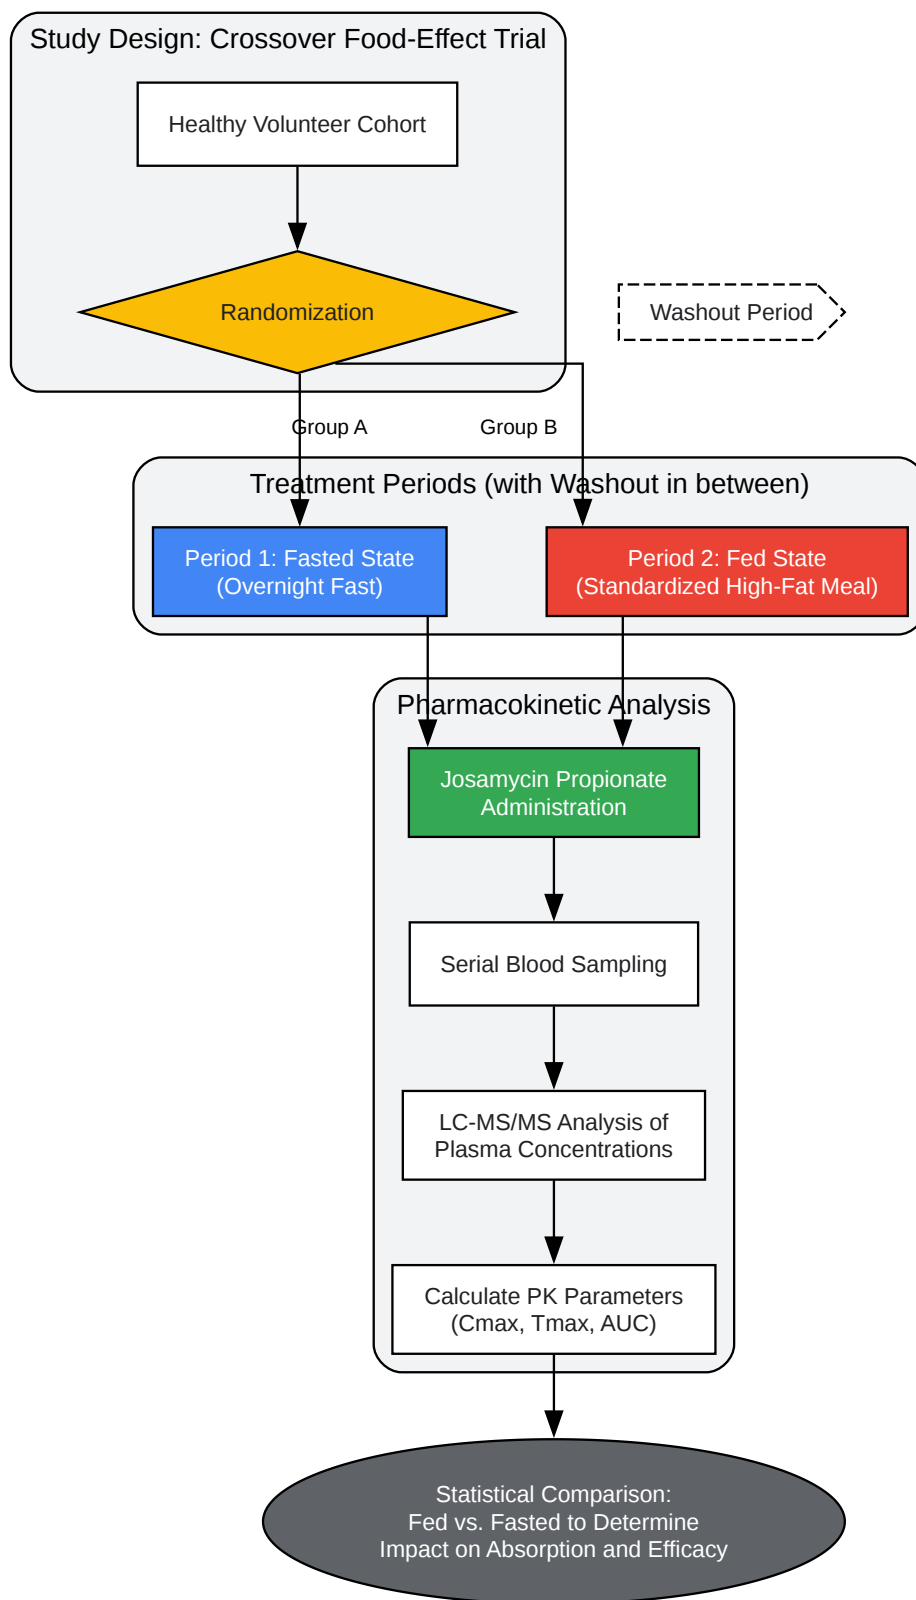 Study Design: Crossover Food-Effect Trial
Healthy Volunteer Cohort
Randomization
Washout Period
Group A
Group B
Treatment Periods (with Washout in between)
Period 1: Fasted State
(Overnight Fast)
Period 2: Fed State
(Standardized High-Fat Meal)
Pharmacokinetic Analysis
Josamycin Propionate
Administration
Serial Blood Sampling
LC-MS/MS Analysis of
Plasma Concentrations
Calculate PK Parameters
(Cmax, Tmax, AUC)
Statistical Comparison:
Fed vs. Fasted to Determine
Impact on Absorption and Efficacy